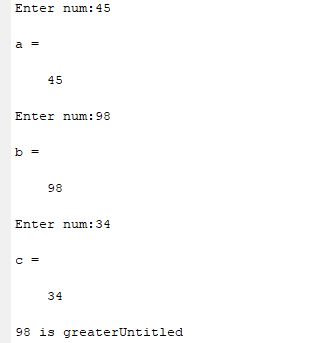 Enter num:45
a =
45
Enter num:98
b =
98
Enter num:34
c =
34
98 is greaterUntitled